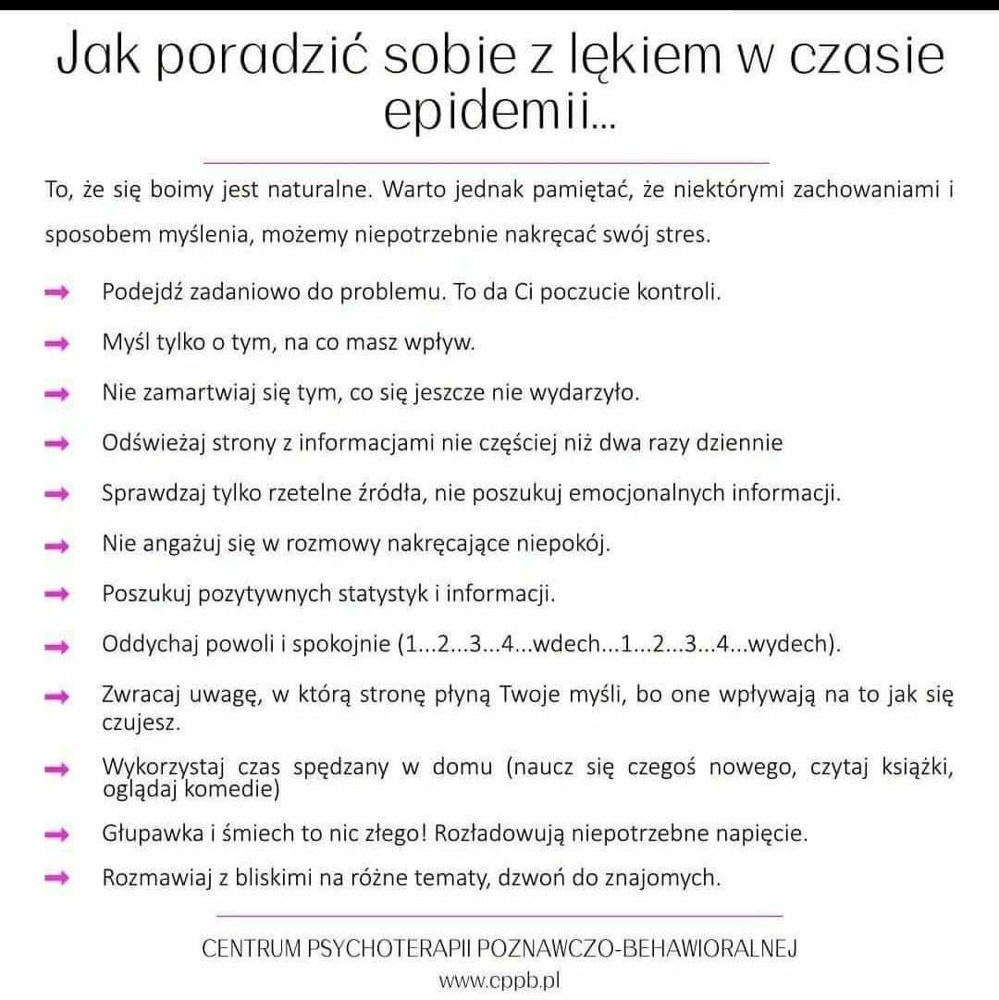 Jak poradzić sobie z lękiem w czasie
epidemii...
To, że się boimy jest naturalne. Warto jednak pamiętać, że niektórymi zachowaniami i
sposobem myślenia, możemy niepotrzebnie nakręcać swój stres.
Podejdź zadaniowo do problemu. To da Ci poczucie kontroli.
Myśl tylko o tym, na co masz wpływ.
Nie zamartwiaj się tym, co się jeszcze nie wydarzyło.
Odświeżaj strony z informacjami nie częściej niż dwa razy dziennie
Sprawdzaj tylko rzetelne źródła, nie poszukuj emocjonalnych informacji.
Nie angażuj się w rozmowy nakręcające niepokój.
Poszukuj pozytywnych statystyk i informacji.
Oddychaj powoli i spokojnie (1...2...3...4...wdech...1...2...3...4...wydech).
Zwracaj uwagę, w którą stronę płyną Twoje myśli, bo one wpływają na to jak się
czujesz.
Wykorzystaj czas spędzany w domu (naucz się czegoś nowego, czytaj książki,
oglądaj komedie)
Głupawka i śmiech to nic złego! Rozładowują niepotrzebne napięcie.
Rozmawiaj z bliskimi na różne tematy, dzwoń do znajomych.
CENTRUM PSYCHOTERAPII POZNAWCZO-BEHAWIORALNEJ
www.cppb.pl